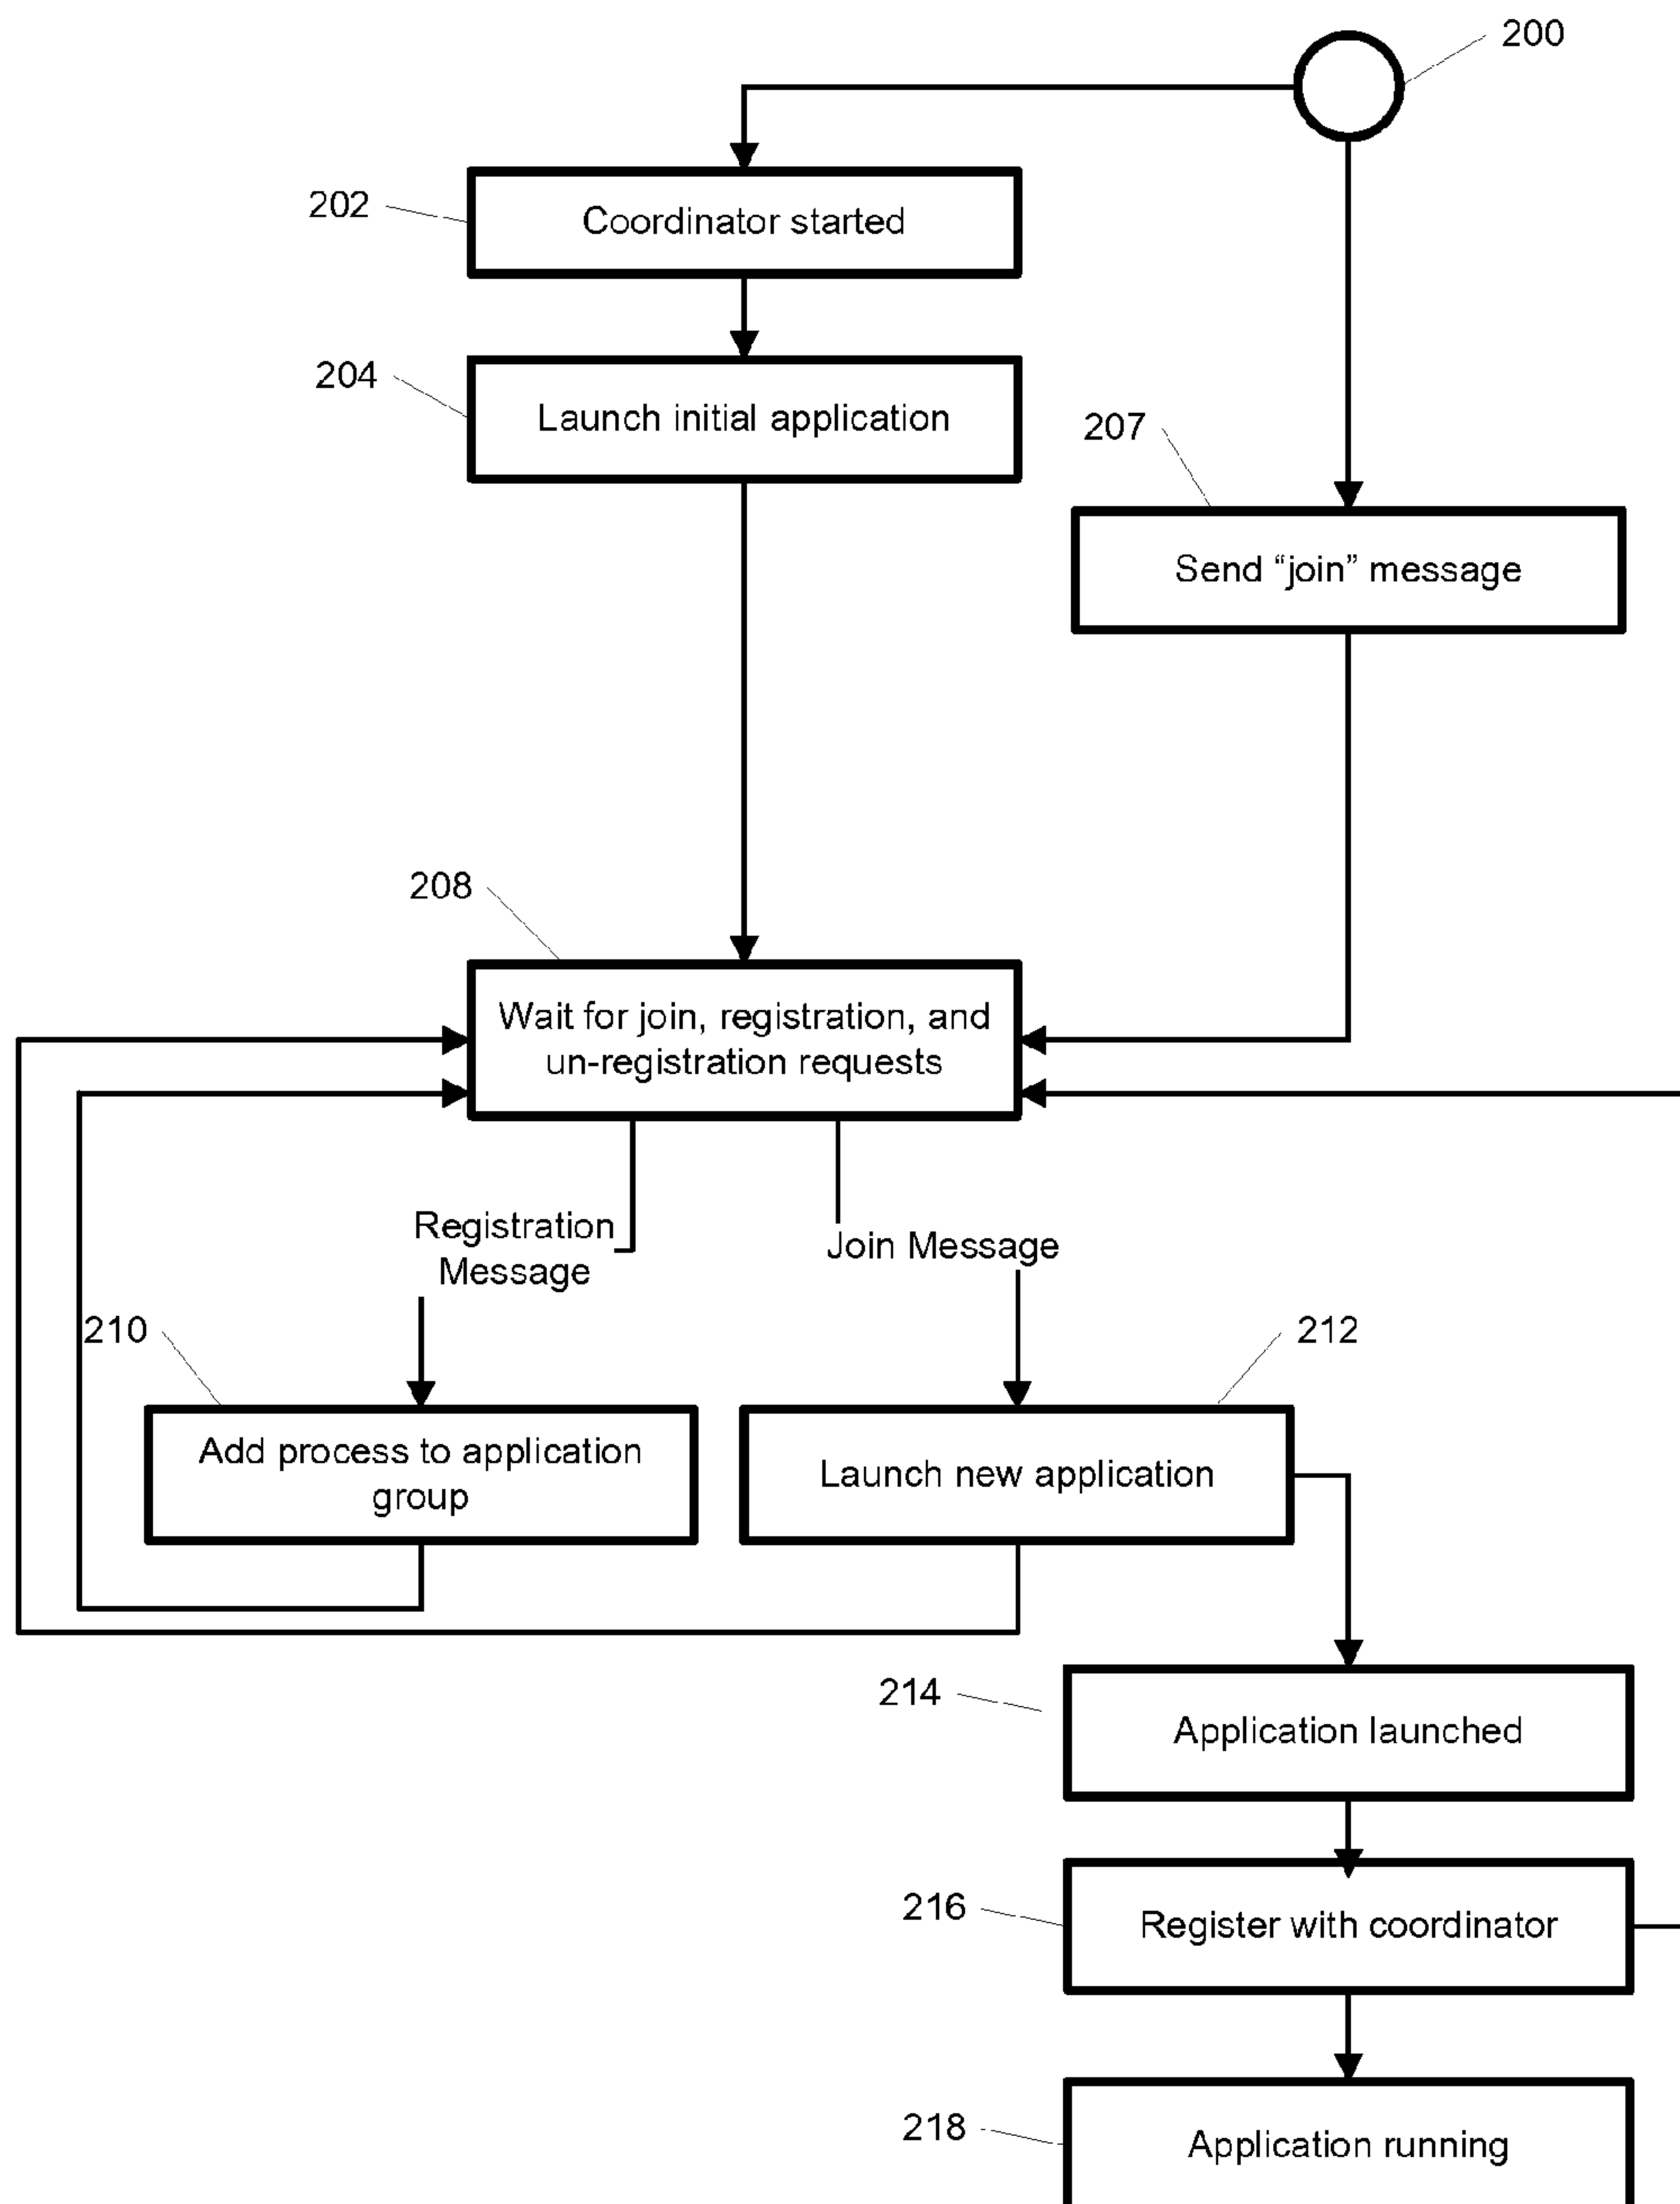 200
202
Coordinator started
204
Launch initial application
207
Send “join” message
208
Wait for join, registration, and
un-registration requests
Registration
Message
Join Message
210
212
Add process to application
group
Launch new application
214
Application launched
216
Register with coordinator
218
Application running